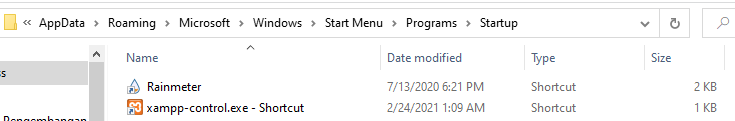 « AppData > Roaming > Microsoft > Windows > Start Menu > Programs > Startup
Name Date modified Type Size
ss
Rainmeter 7/13/2020 6:21 PM Shortcut 2 KB
xampp-control.exe - Shortcut 2/24/2021 1:09 AM Shortcut 1 KB
Pengembangan